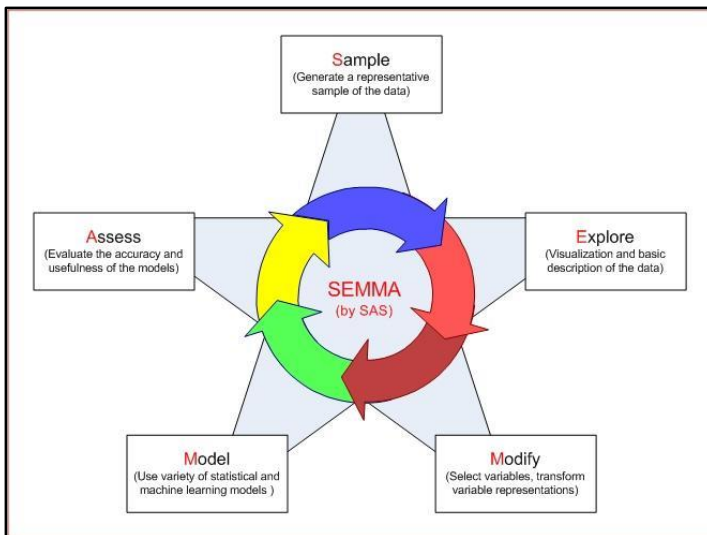 Sample
(Generate a representative
sample of the data)
Assess
(Evaluate the accuracy and
usefulness of the models)
Explore
(Visualization and basic
description of the data)
SEMMA
(by SAS)
Model
(Use variety of statistical and
machine learning models )
Modify
(Select variables, transform
variable representations)